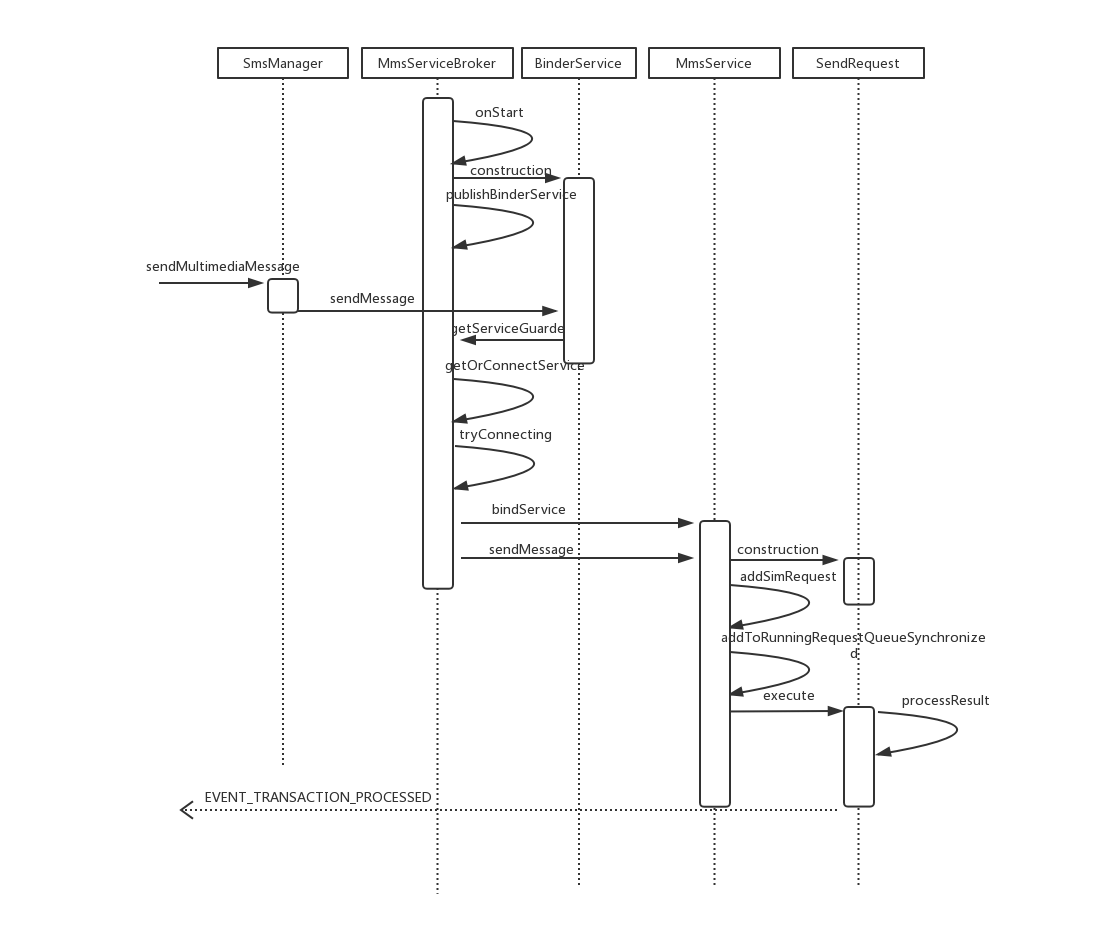 SmsManager
MmsServiceBroker
BinderService
MmsService
SendRequest
onStart
construction
publishBinderService
sendMultimediaMessage
sendMessage
getServiceGuarde
getOrConnectService
tryConnecting
bindService
sendMessage
construction
addSimRequest
addToRunningRequestQueueSynchronize
d
execute
processResult
EVENT_TRANSACTION_PROCESSED